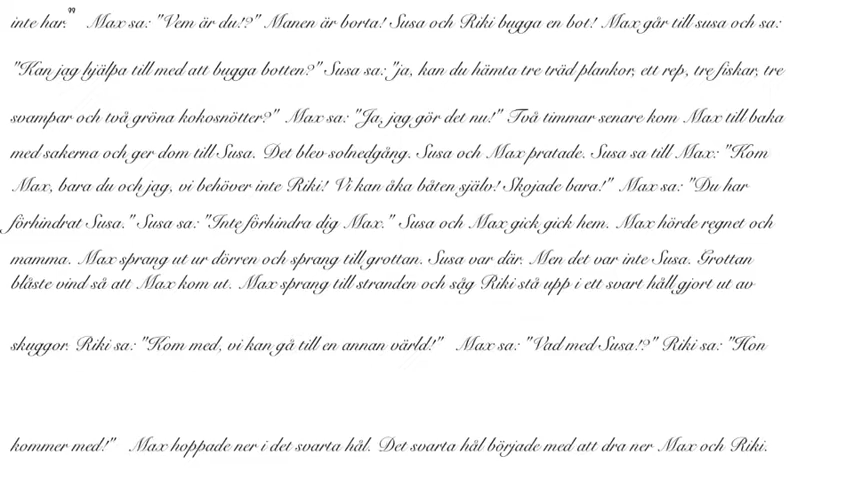 inte har." Max sa: "Vem är du!?" Manen är borta! Susa och Riki bugga en bot! Max går till susa och sa:
"Kan jag hjälpa till med att bugga botten?" Susa sa: "ja, kan du hämta tre träd plankor, ett rep, tre fiskar, tre
svampar och två gröna kokosnötter?" Max sa: "Ja, jag gör det nu!" Två timmar senare kom Max till baka
med sakerna och ger dom till Susa. Det blev solnedgång. Susa och Max pratade. Susa sa till Max: "Kom
Max, bara du och jag, vi behöver inte Riki! Vi kan åka båten själv! Skojade bara!" Max sa: "Du har
förhindrat Susa." Susa sa: "Inte förhindra dig Max." Susa och Max gick gick hem. Max hörde regnet och
mamma. Max sprang ut ur dörren och sprang till grottan. Susa var där. Men det var inte Susa. Grottan
blåste vind så att Max kom ut. Max sprang till stranden och såg Riki stå upp i ett svart håll gjort ut av
skuggor. Riki sa: "Kom med, vi kan gå till en annan värld!" Max sa: "Vad med Susa!?" Riki sa: "Hon
kommer med!" Max hoppade ner i det svarta hål. Det svarta hål började med att dra ner Max och Riki.